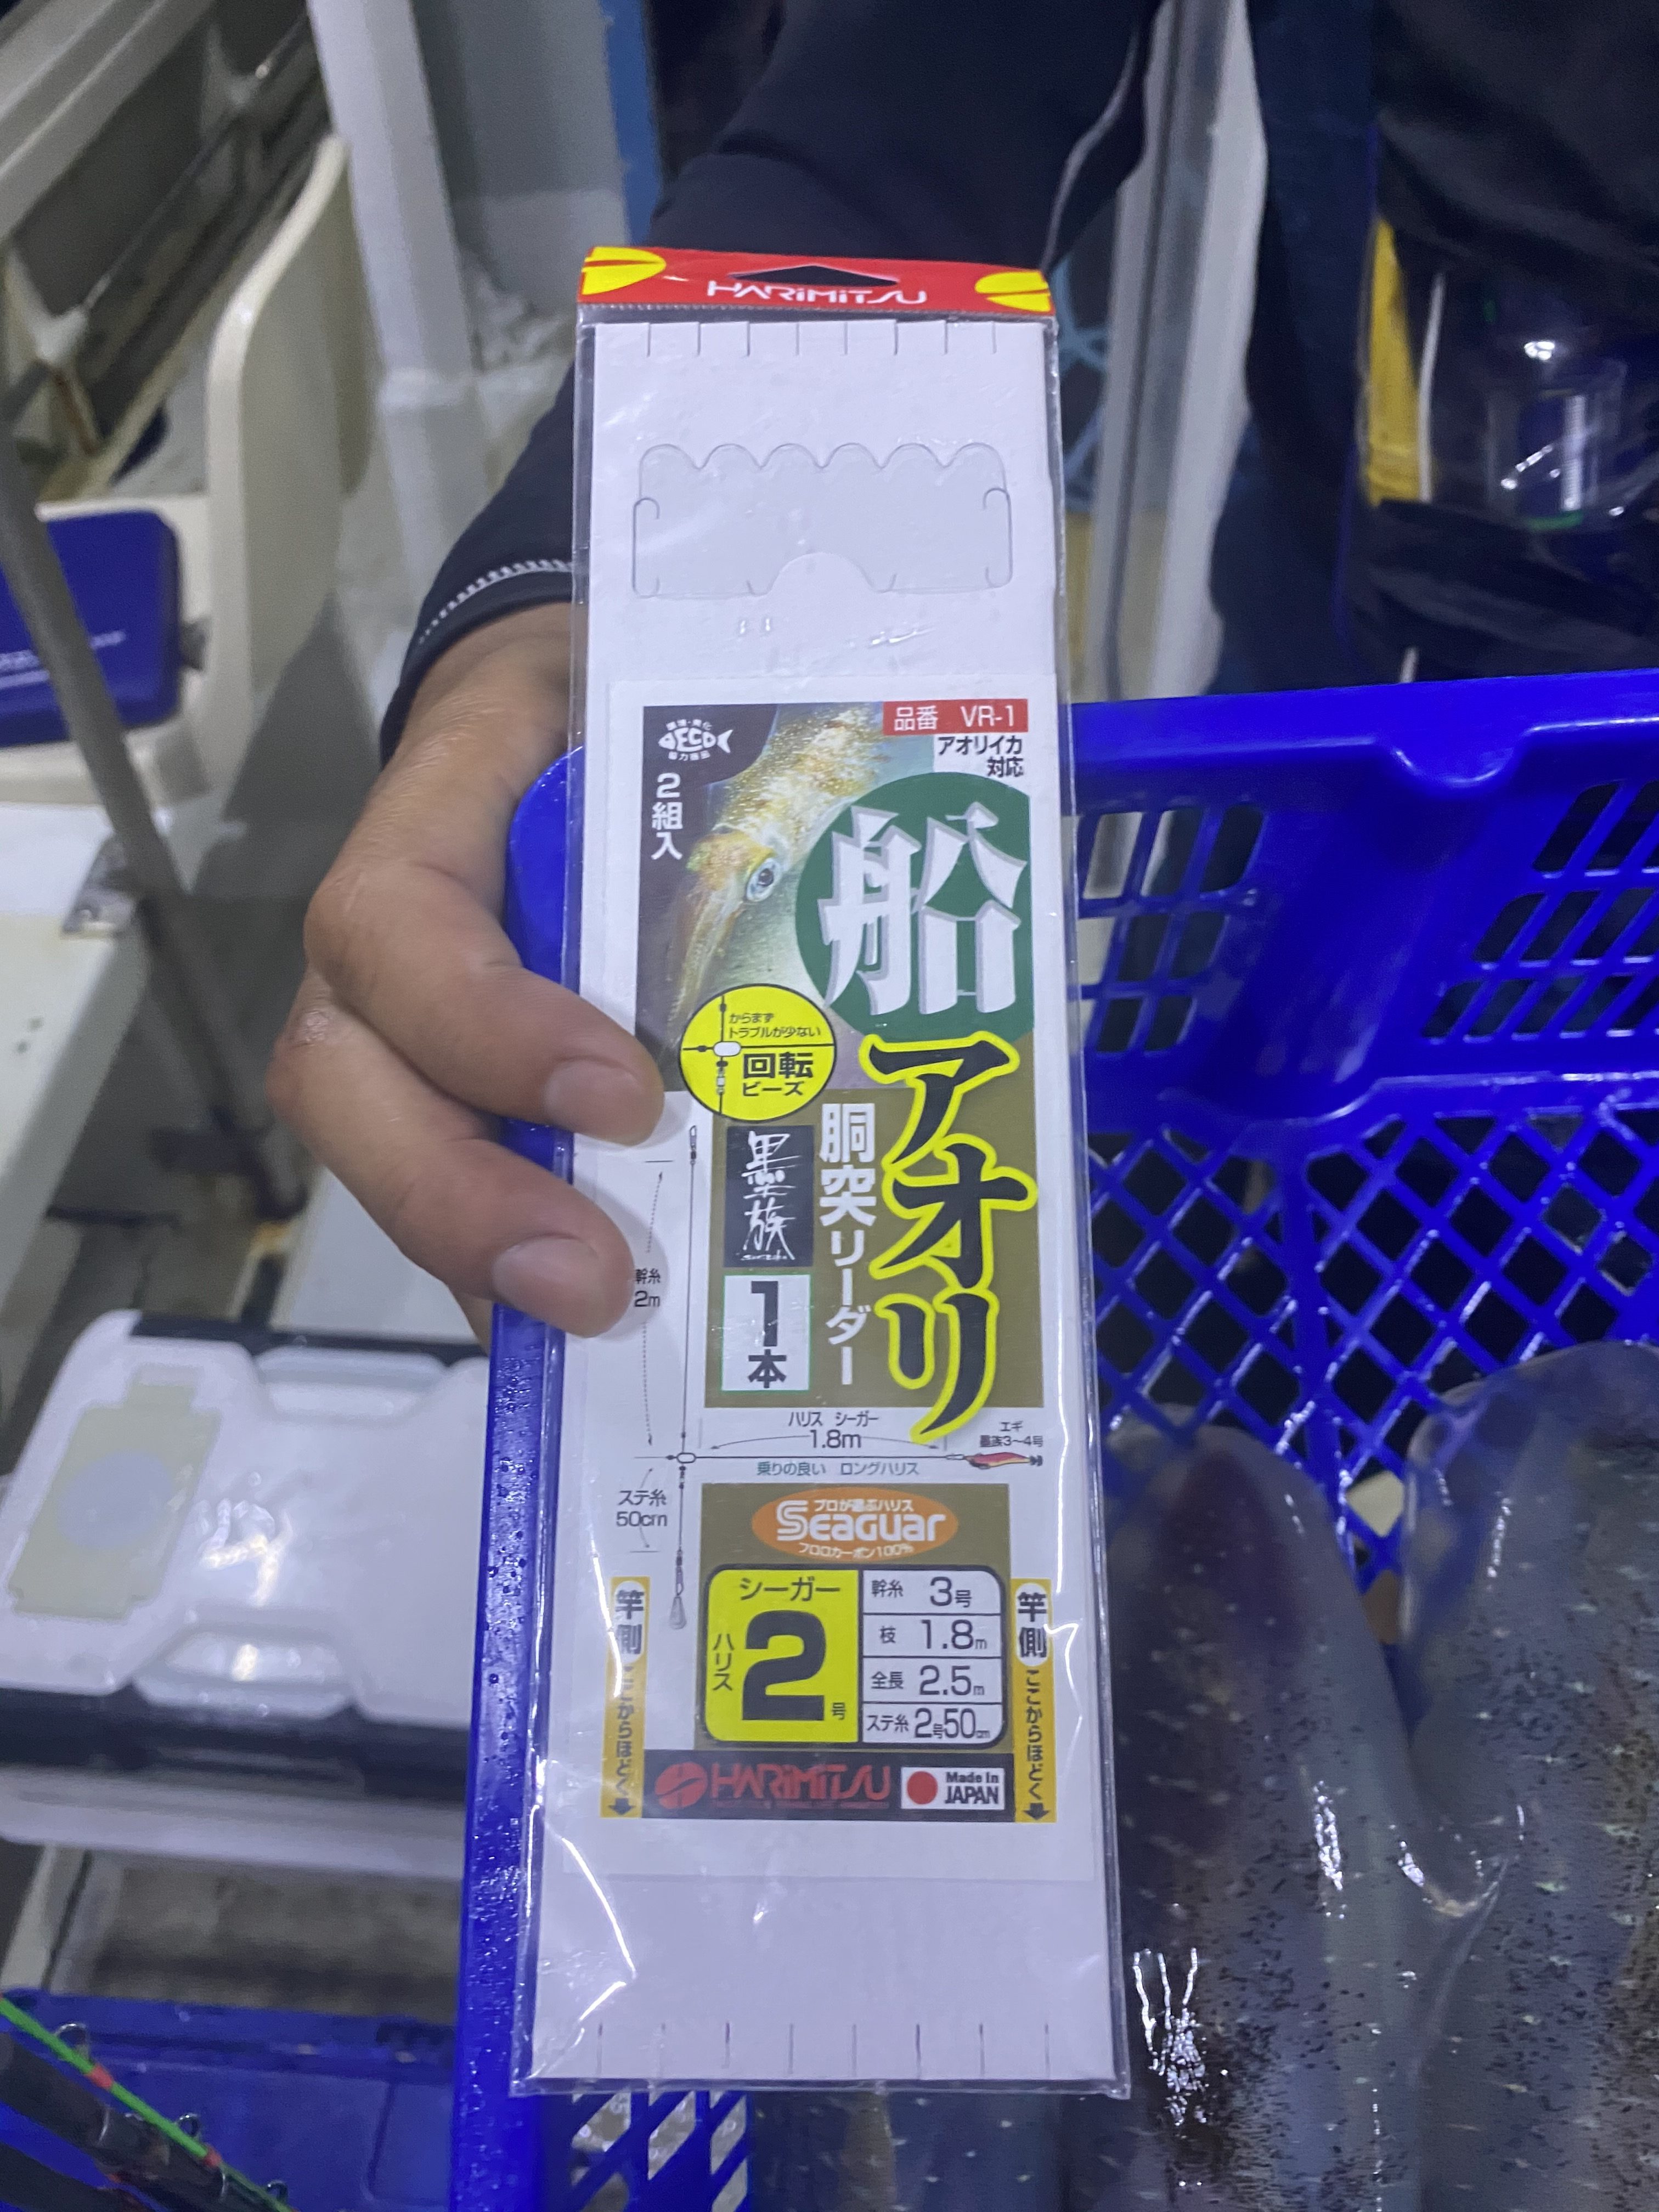 HARIMITSU
品番 VR-1
アオリイカ
対応
ECO
2組入
船
アオリ
胴突リーダー
からまず
トラブルが少ない
回転
ビーズ
墨族
1本
幹糸
2m
ハリス シーガー
1.8m
エギ
墨族3〜4号
乗りの良い ロングハリス
ステ糸
50cm
プロが選ぶハリス
Seaguar
フロロカーボン100%
シーガー
ハリス
2号
幹糸 3号
枝 1.8m
全長 2.5m
ステ糸 2号50cm
竿側 ここからほどく
竿側 ここからほどく
HARIMITSU
Made In
JAPAN